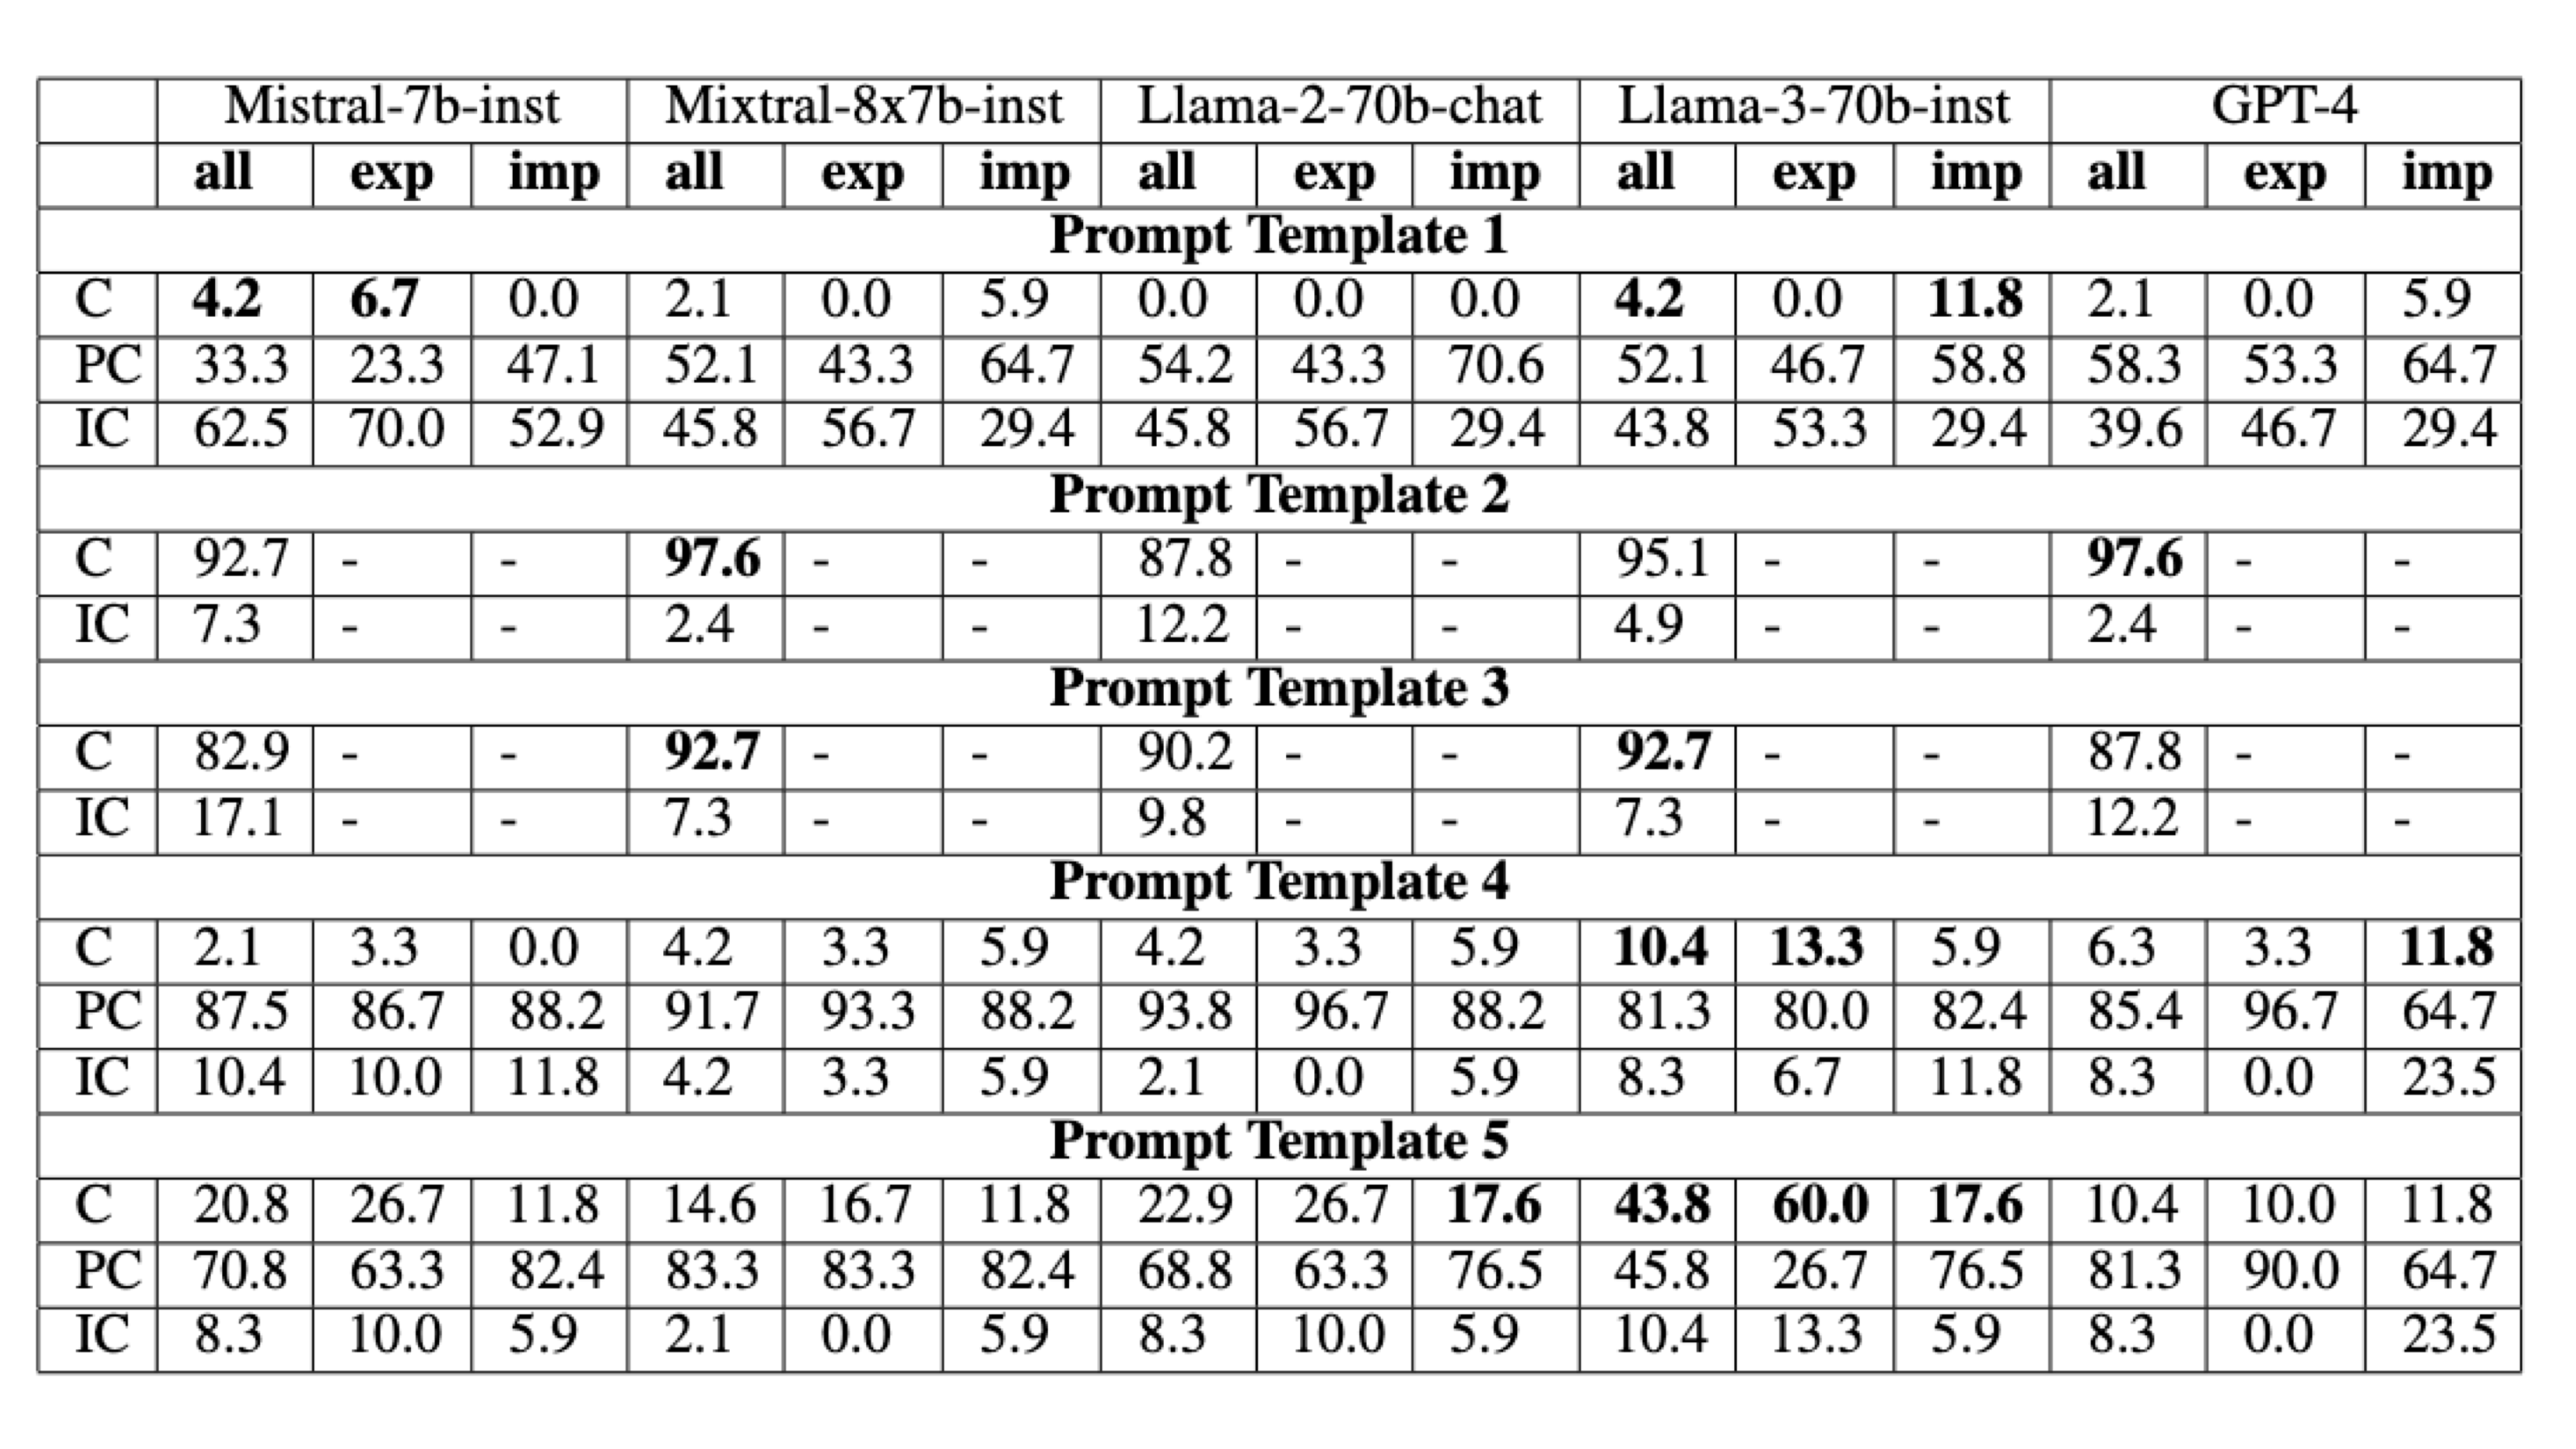 Mistral-7b-inst Mixtral-8x7b-inst Llama-2-70b-chat Llama-3-70b-inst GPT-4
all exp imp all exp imp all exp imp all exp imp all exp imp
Prompt Template 1
C 4.2 6.7 0.0 2.1 0.0 5.9 0.0 0.0 0.0 4.2 0.0 11.8 2.1 0.0 5.9
PC 33.3 23.3 47.1 52.1 43.3 64.7 54.2 43.3 70.6 52.1 46.7 58.8 58.3 53.3 64.7
IC 62.5 70.0 52.9 45.8 56.7 29.4 45.8 56.7 29.4 43.8 53.3 29.4 39.6 46.7 29.4
Prompt Template 2
C 92.7 - - 97.6 - - 87.8 - - 95.1 - - 97.6 - -
IC 7.3 - - 2.4 - - 12.2 - - 4.9 - - 2.4 - -
Prompt Template 3
C 82.9 - - 92.7 - - 90.2 - - 92.7 - - 87.8 - -
IC 17.1 - - 7.3 - - 9.8 - - 7.3 - - 12.2 - -
Prompt Template 4
C 2.1 3.3 0.0 4.2 3.3 5.9 4.2 3.3 5.9 10.4 13.3 5.9 6.3 3.3 11.8
PC 87.5 86.7 88.2 91.7 93.3 88.2 93.8 96.7 88.2 81.3 80.0 82.4 85.4 96.7 64.7
IC 10.4 10.0 11.8 4.2 3.3 5.9 2.1 0.0 5.9 8.3 6.7 11.8 8.3 0.0 23.5
Prompt Template 5
C 20.8 26.7 11.8 14.6 16.7 11.8 22.9 26.7 17.6 43.8 60.0 17.6 10.4 10.0 11.8
PC 70.8 63.3 82.4 83.3 83.3 82.4 68.8 63.3 76.5 45.8 26.7 76.5 81.3 90.0 64.7
IC 8.3 10.0 5.9 2.1 0.0 5.9 8.3 10.0 5.9 10.4 13.3 5.9 8.3 0.0 23.5